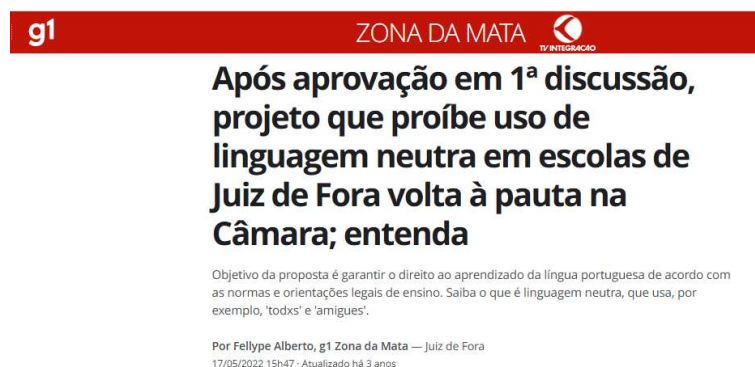 g1
ZONA DA MATA
TV INTEGRAÇÃO
Após aprovação em 1ª discussão,
projeto que proíbe uso de
linguagem neutra em escolas de
Juiz de Fora volta à pauta na
Câmara; entenda
Objetivo da proposta é garantir o direito ao aprendizado da língua portuguesa de acordo com
as normas e orientações legais de ensino. Saiba o que é linguagem neutra, que usa, por
exemplo, 'todxs' e 'amigues'.
Por Fellype Alberto, g1 Zona da Mata — Juiz de Fora
17/05/2022 15h47 · Atualizado há 3 anos